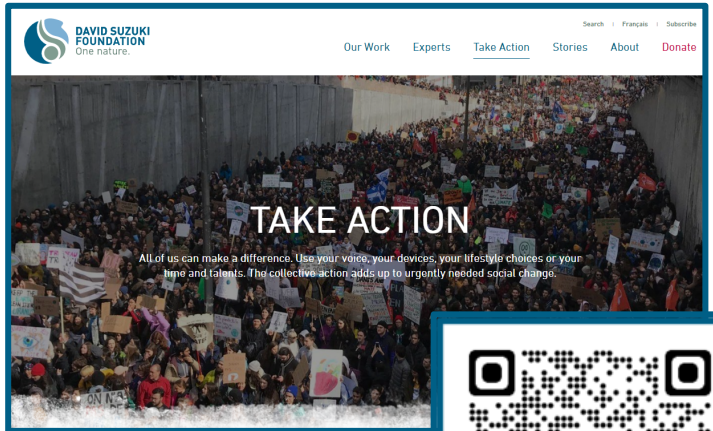 Search | Français | Subscribe
DAVID SUZUKI
FOUNDATION
One nature.
Our Work Experts Take Action Stories About Donate
TAKE ACTION
All of us can make a difference. Use your voice, your devices, your lifestyle choices or your
time and talents. The collective action adds up to urgently needed social change.